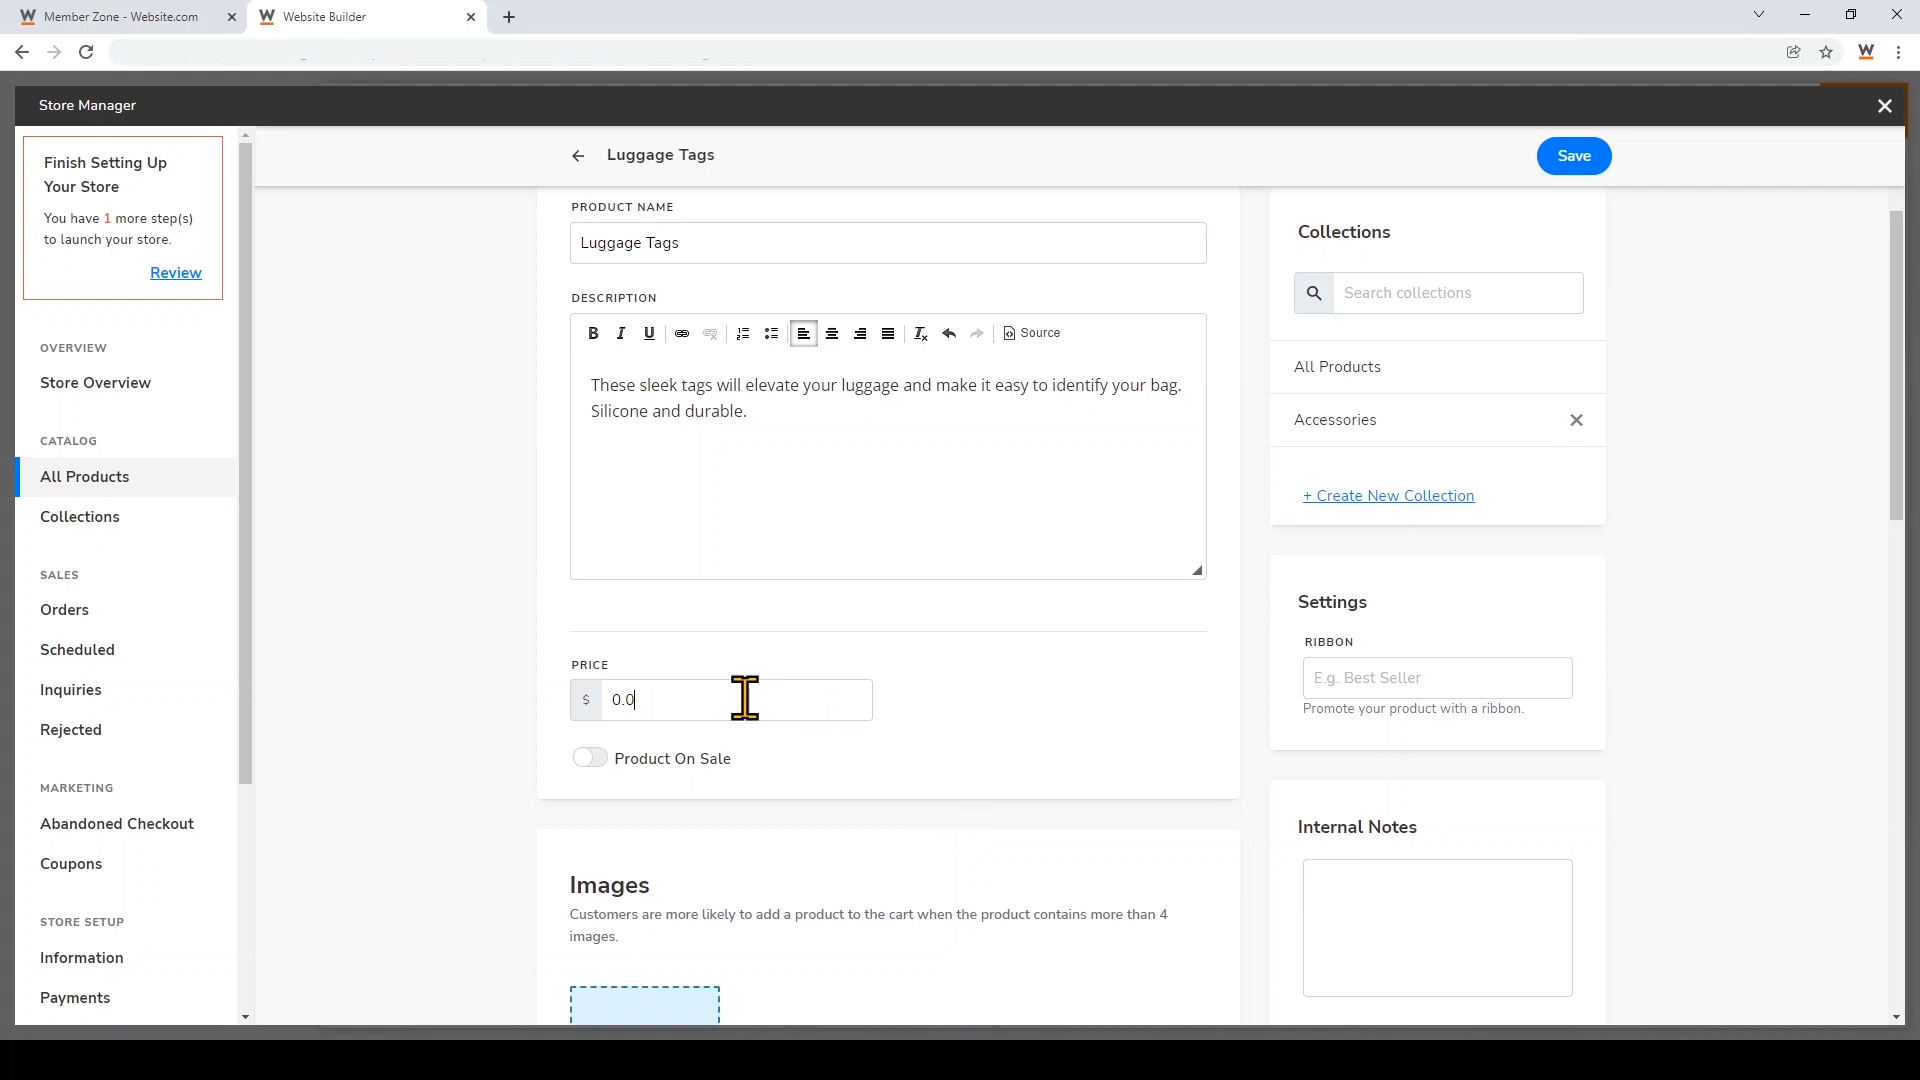 Member Zone - Website.com
Website Builder
Store Manager
Finish Setting Up
Your Store
You have 1 more step(s)
to launch your store.
Review
OVERVIEW
Store Overview
CATALOG
All Products
Collections
SALES
Orders
Scheduled
Inquiries
Rejected
MARKETING
Abandoned Checkout
Coupons
STORE SETUP
Information
Payments
Luggage Tags
Save
PRODUCT NAME
Luggage Tags
DESCRIPTION
B I U Source
These sleek tags will elevate your luggage and make it easy to identify your bag.
Silicone and durable.
PRICE
$ 0.0
Product On Sale
Images
Customers are more likely to add a product to the cart when the product contains more than 4
images.
Collections
Search collections
All Products
Accessories
+ Create New Collection
Settings
RIBBON
E.g. Best Seller
Promote your product with a ribbon.
Internal Notes